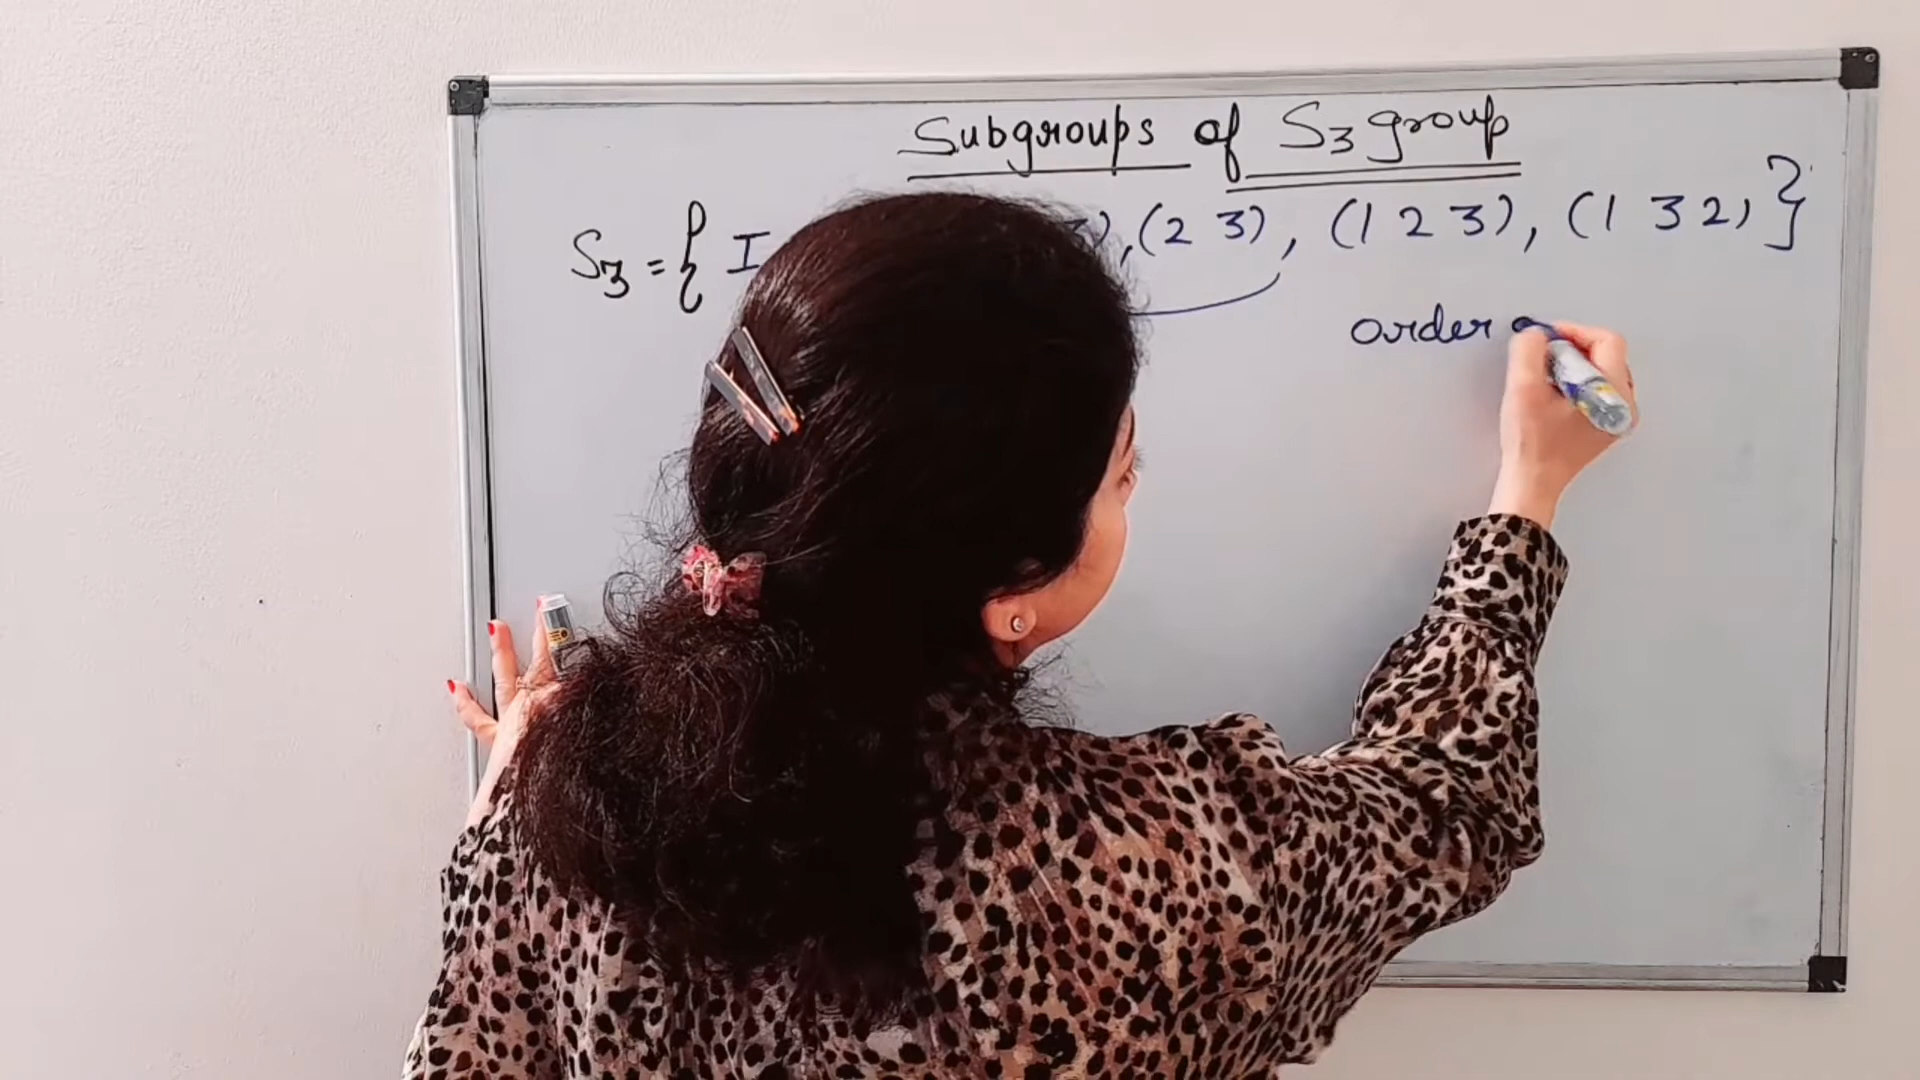 Subgroups of S3 group
S3 = { I ), (2 3), (1 2 3), (1 3 2) }
order